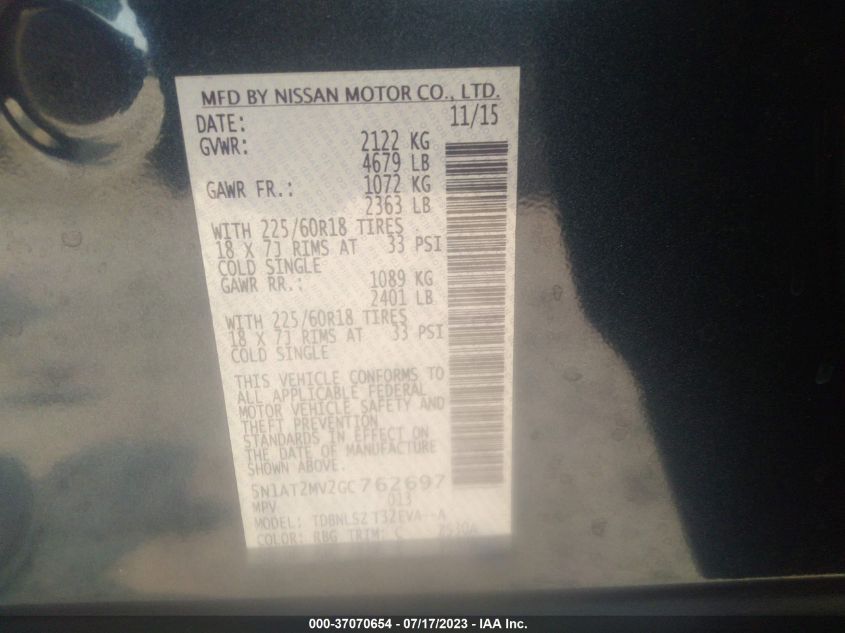 MFD BY NISSAN MOTOR CO., LTD.
DATE: 11/15
GVWR: 2122 KG
4679 LB
GAWR FR.: 1072 KG
2363 LB
WITH 225/60R18 TIRES
18 X 7J RIMS AT 33 PSI
COLD SINGLE
GAWR RR.: 1089 KG
2401 LB
WITH 225/60R18 TIRES
18 X 7J RIMS AT 33 PSI
COLD SINGLE
THIS VEHICLE CONFORMS TO
ALL APPLICABLE FEDERAL
MOTOR VEHICLE SAFETY AND
THEFT PREVENTION
STANDARDS IN EFFECT ON
THE DATE OF MANUFACTURE
SHOWN ABOVE.
5N1AT2MV2GC762697
MPV 013
MODEL:
COLOR: RBG TRIM:
000-37070654 - 07/17/2023 - IAA Inc.